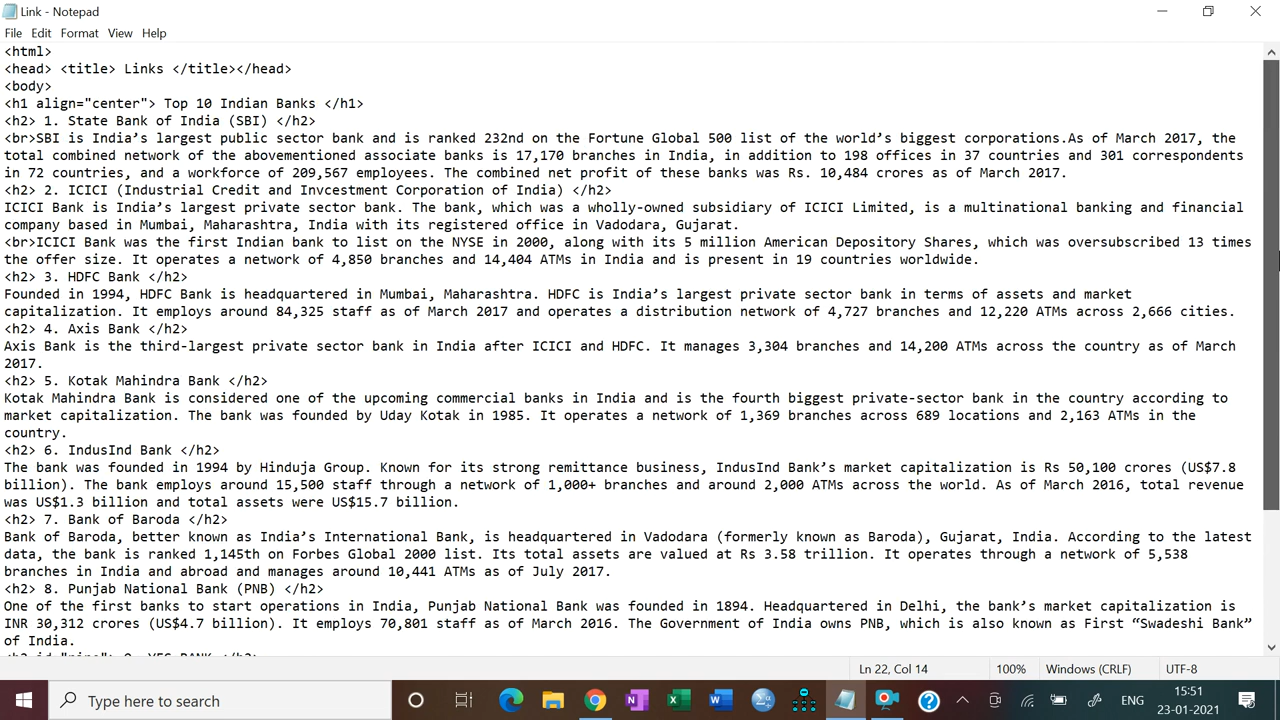 Link - Notepad
File Edit Format View Help
<html>
<head> <title> Links </title></head>
<body>
<h1 align="center"> Top 10 Indian Banks </h1>
<h2> 1. State Bank of India (SBI) </h2>
<br>SBI is India’s largest public sector bank and is ranked 232nd on the Fortune Global 500 list of the world’s biggest corporations.As of March 2017, the
total combined network of the abovementioned associate banks is 17,170 branches in India, in addition to 198 offices in 37 countries and 301 correspondents
in 72 countries, and a workforce of 209,567 employees. The combined net profit of these banks was Rs. 10,484 crores as of March 2017.
<h2> 2. ICICI (Industrial Credit and Invcestment Corporation of India) </h2>
ICICI Bank is India’s largest private sector bank. The bank, which was a wholly-owned subsidiary of ICICI Limited, is a multinational banking and financial
company based in Mumbai, Maharashtra, India with its registered office in Vadodara, Gujarat.
<br>ICICI Bank was the first Indian bank to list on the NYSE in 2000, along with its 5 million American Depository Shares, which was oversubscribed 13 times
the offer size. It operates a network of 4,850 branches and 14,404 ATMs in India and is present in 19 countries worldwide.
<h2> 3. HDFC Bank </h2>
Founded in 1994, HDFC Bank is headquartered in Mumbai, Maharashtra. HDFC is India’s largest private sector bank in terms of assets and market
capitalization. It employs around 84,325 staff as of March 2017 and operates a distribution network of 4,727 branches and 12,220 ATMs across 2,666 cities.
<h2> 4. Axis Bank </h2>
Axis Bank is the third-largest private sector bank in India after ICICI and HDFC. It manages 3,304 branches and 14,200 ATMs across the country as of March
2017.
<h2> 5. Kotak Mahindra Bank </h2>
Kotak Mahindra Bank is considered one of the upcoming commercial banks in India and is the fourth biggest private-sector bank in the country according to
market capitalization. The bank was founded by Uday Kotak in 1985. It operates a network of 1,369 branches across 689 locations and 2,163 ATMs in the
country.
<h2> 6. IndusInd Bank </h2>
The bank was founded in 1994 by Hinduja Group. Known for its strong remittance business, IndusInd Bank’s market capitalization is Rs 50,100 crores (US$7.8
billion). The bank employs around 15,500 staff through a network of 1,000+ branches and around 2,000 ATMs across the world. As of March 2016, total revenue
was US$1.3 billion and total assets were US$15.7 billion.
<h2> 7. Bank of Baroda </h2>
Bank of Baroda, better known as India’s International Bank, is headquartered in Vadodara (formerly known as Baroda), Gujarat, India. According to the latest
data, the bank is ranked 1,145th on Forbes Global 2000 list. Its total assets are valued at Rs 3.58 trillion. It operates through a network of 5,538
branches in India and abroad and manages around 10,441 ATMs as of July 2017.
<h2> 8. Punjab National Bank (PNB) </h2>
One of the first banks to start operations in India, Punjab National Bank was founded in 1894. Headquartered in Delhi, the bank’s market capitalization is
INR 30,312 crores (US$4.7 billion). It employs 70,801 staff as of March 2016. The Government of India owns PNB, which is also known as First “Swadeshi Bank”
of India.
<h2 id="nine"> 9. YES BANK </h2>
Ln 22, Col 14 100% Windows (CRLF) UTF-8
Type here to search
ENG
15:51
23-01-2021